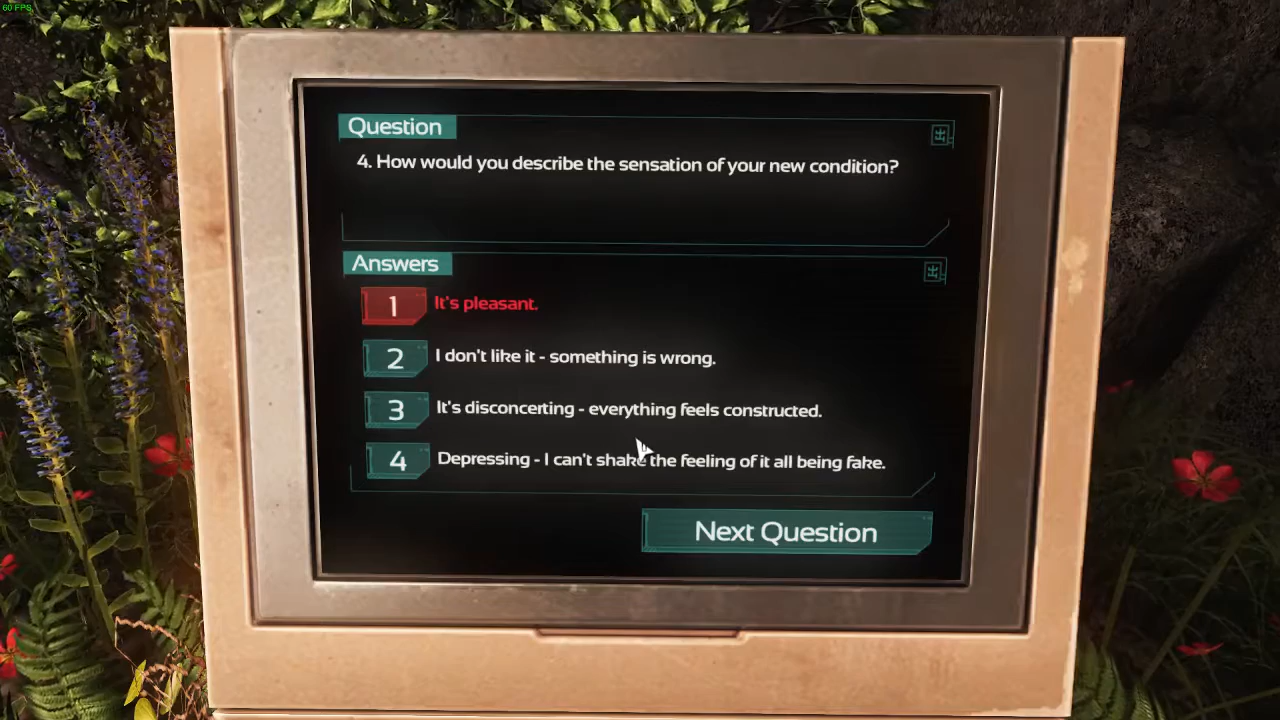 60 FPS
Question
4. How would you describe the sensation of your new condition?
Answers
1 It's pleasant.
2 I don't like it - something is wrong.
3 It's disconcerting - everything feels constructed.
4 Depressing - I can't shake the feeling of it all being fake.
Next Question